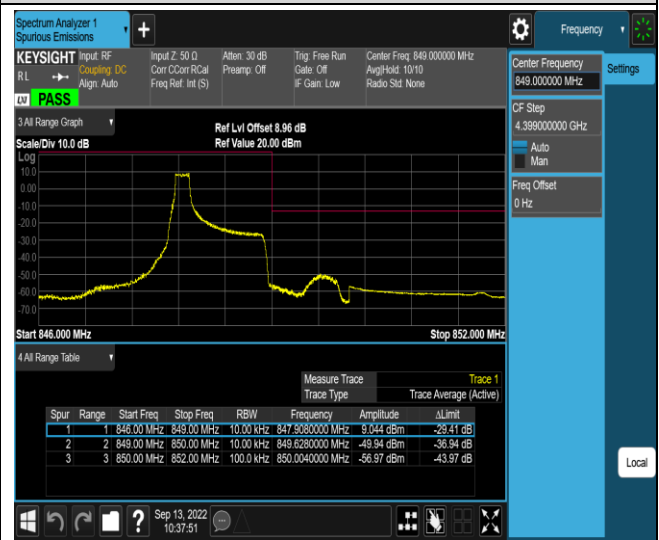 Spectrum Analyzer 1
Spurious Emissions
+
Frequency
KEYSIGHT Input: RF Input Z: 50 Ω Atten: 30 dB Trig: Free Run Center Freq: 849.000000 MHz
RL Coupling: DC Corr CCorr RCal Preamp: Off Gate: Off Avg|Hold: 10/10
Align: Auto Freq Ref: Int (S) IF Gain: Low Radio Std: None
LXI PASS
Center Frequency
849.000000 MHz
Settings
CF Step
4.399000000 GHz
Auto
Man
Freq Offset
0 Hz
3 All Range Graph
Ref Lvl Offset 8.96 dB
Scale/Div 10.0 dB Ref Value 20.00 dBm
Log
10.0
0.00
-10.0
-20.0
-30.0
-40.0
-50.0
-60.0
-70.0
Start 846.000 MHz Stop 852.000 MHz
4 All Range Table
Measure Trace Trace 1
Trace Type Trace Average (Active)
Spur Range Start Freq Stop Freq RBW Frequency Amplitude ΔLimit
1 1 846.00 MHz 849.00 MHz 10.00 kHz 847.9080000 MHz 9.044 dBm -29.41 dB
2 2 849.00 MHz 850.00 MHz 10.00 kHz 849.6280000 MHz -49.94 dBm -36.94 dB
3 3 850.00 MHz 852.00 MHz 100.0 kHz 850.0040000 MHz -56.97 dBm -43.97 dB
Local
? Sep 13, 2022
10:37:51